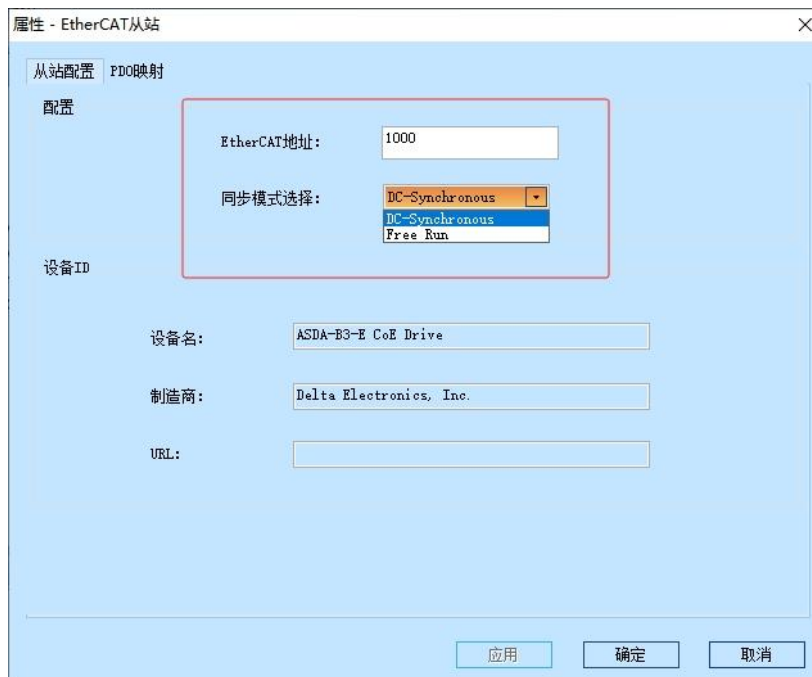 属性 - EtherCAT从站
从站配置 PDO映射
配置
EtherCAT地址: 1000
同步模式选择: DC-Synchronous
DC-Synchronous
Free Run
设备ID
设备名: ASDA-B3-E CoE Drive
制造商: Delta Electronics, Inc.
URL:
应用 确定 取消